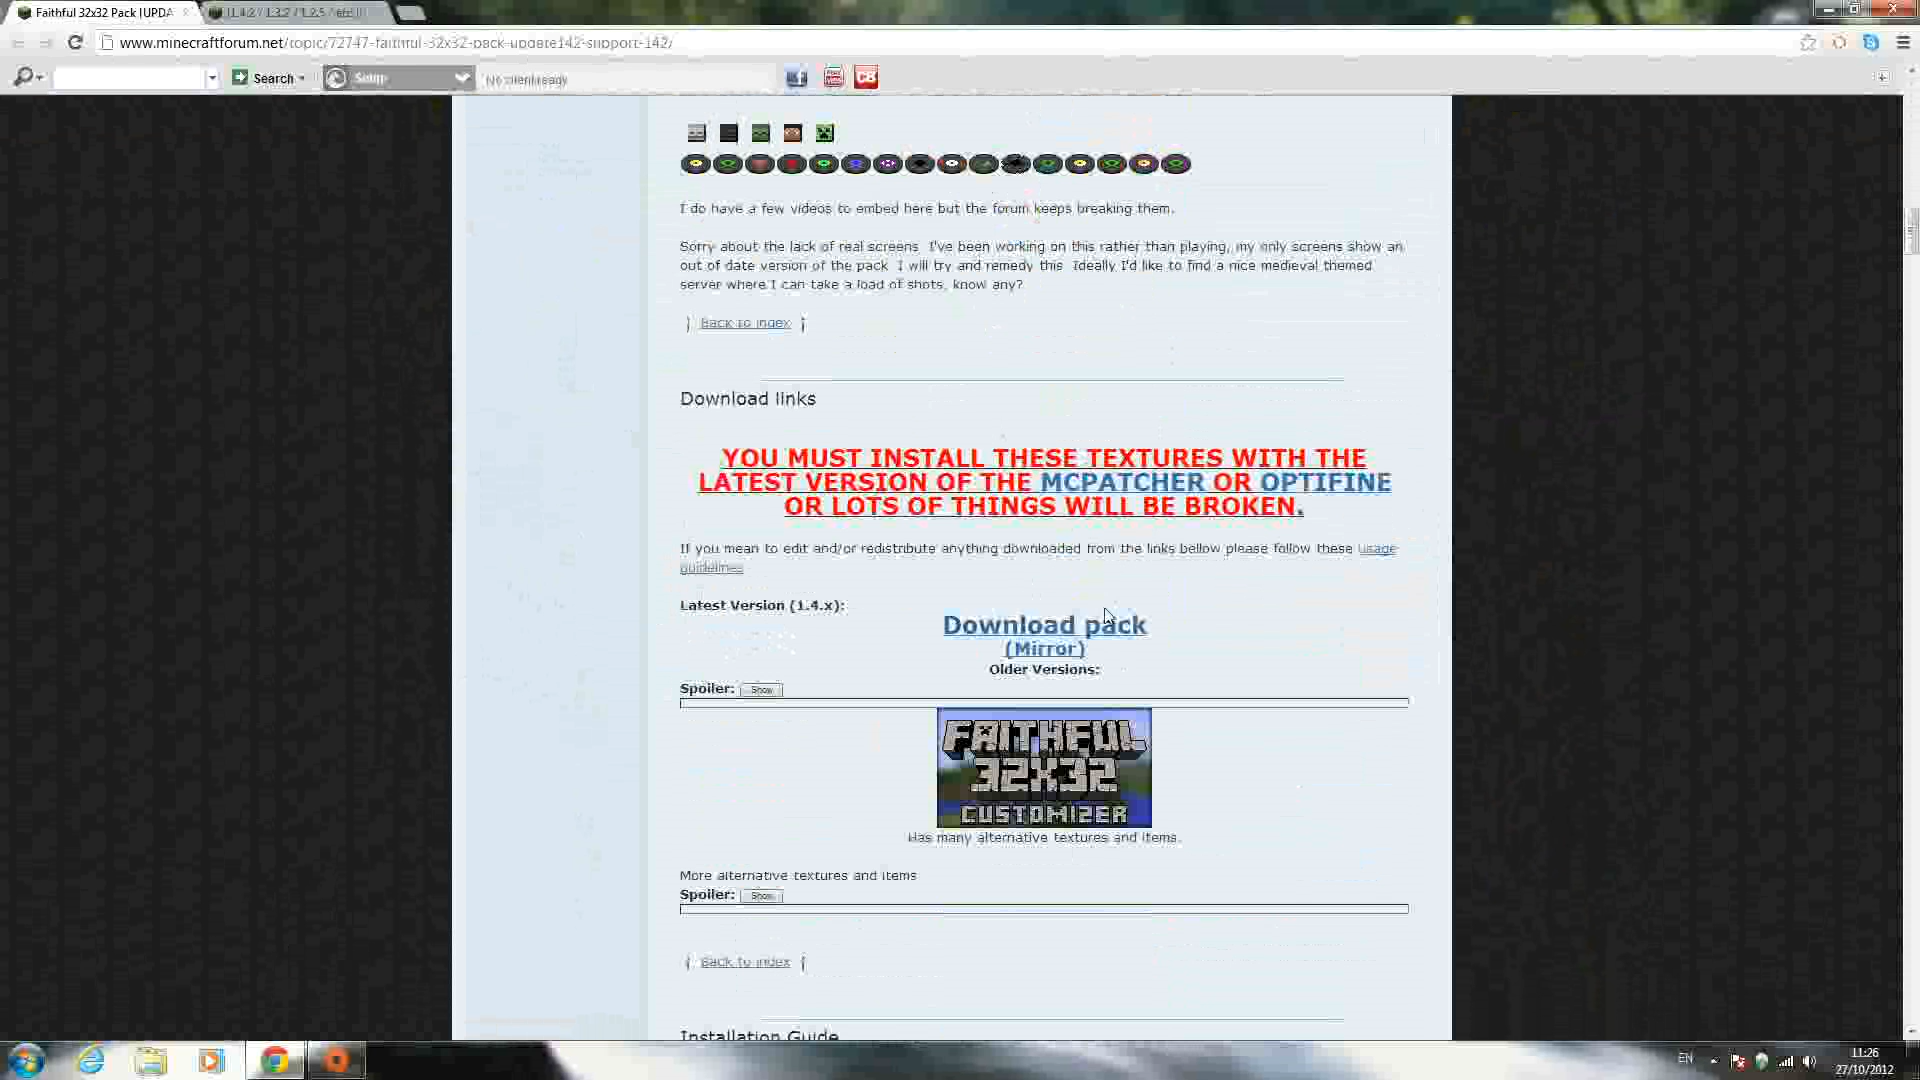 Faithful 32x32 Pack [UPDA
www.minecraftforum.net/topic/72747-faithful-32x32-pack-update142-support-142/
Search
I do have a few videos to embed here but the forum keeps breaking them.
Sorry about the lack of real screens. I've been working on this rather than playing, my only screens show an
out of date version of the pack. I will try and remedy this. Ideally I'd like to find a nice medieval themed
server where I can take a load of shots, know any?
Back to index
Download links
YOU MUST INSTALL THESE TEXTURES WITH THE
LATEST VERSION OF THE MCPATCHER OR OPTIFINE
OR LOTS OF THINGS WILL BE BROKEN.
If you mean to edit and/or redistribute anything downloaded from the links bellow please follow these usage
guidelines
Latest Version (1.4.x):
Download pack
(Mirror)
Older Versions:
Spoiler: Show
FAITHFUL
32X32
CUSTOMIZER
Has many alternative textures and items.
More alternative textures and items
Spoiler: Show
Back to index
Installation Guide
EN
11:26
27/10/2012